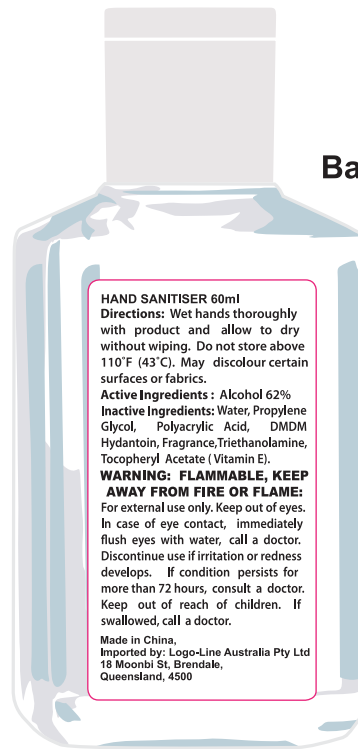 Ba
HAND SANITISER 60ml
Directions: Wet hands thoroughly
with product and allow to dry
without wiping. Do not store above
110˚F (43˚C). May discolour certain
surfaces or fabrics.
Active Ingredients : Alcohol 62%
Inactive Ingredients: Water, Propylene
Glycol, Polyacrylic Acid, DMDM
Hydantoin, Fragrance,Triethanolamine,
Tocopheryl Acetate ( Vitamin E).
WARNING: FLAMMABLE, KEEP
AWAY FROM FIRE OR FLAME:
For external use only. Keep out of eyes.
In case of eye contact, immediately
flush eyes with water, call a doctor.
Discontinue use if irritation or redness
develops. If condition persists for
more than 72 hours, consult a doctor.
Keep out of reach of children. If
swallowed, call a doctor.
Made in China,
Imported by: Logo-Line Australia Pty Ltd
18 Moonbi St, Brendale,
Queensland, 4500